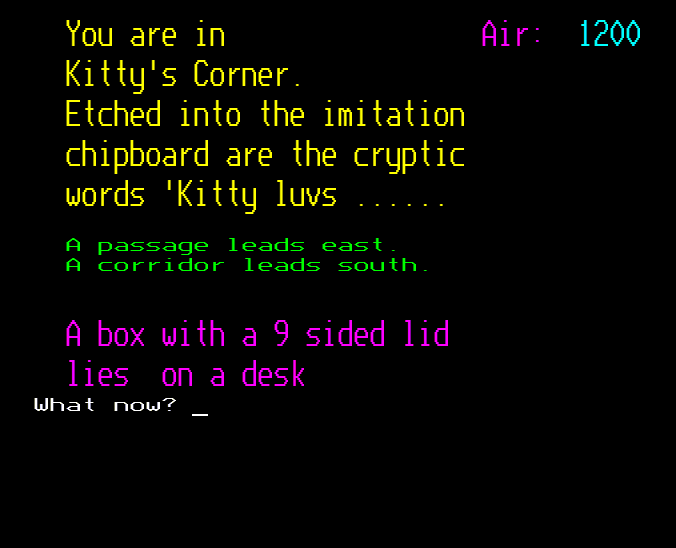 You are in Air: 1200
Kitty's Corner.
Etched into the imitation
chipboard are the cryptic
words 'Kitty luvs ......
A passage leads east.
A corridor leads south.
A box with a 9 sided lid
lies  on a desk
What now? _